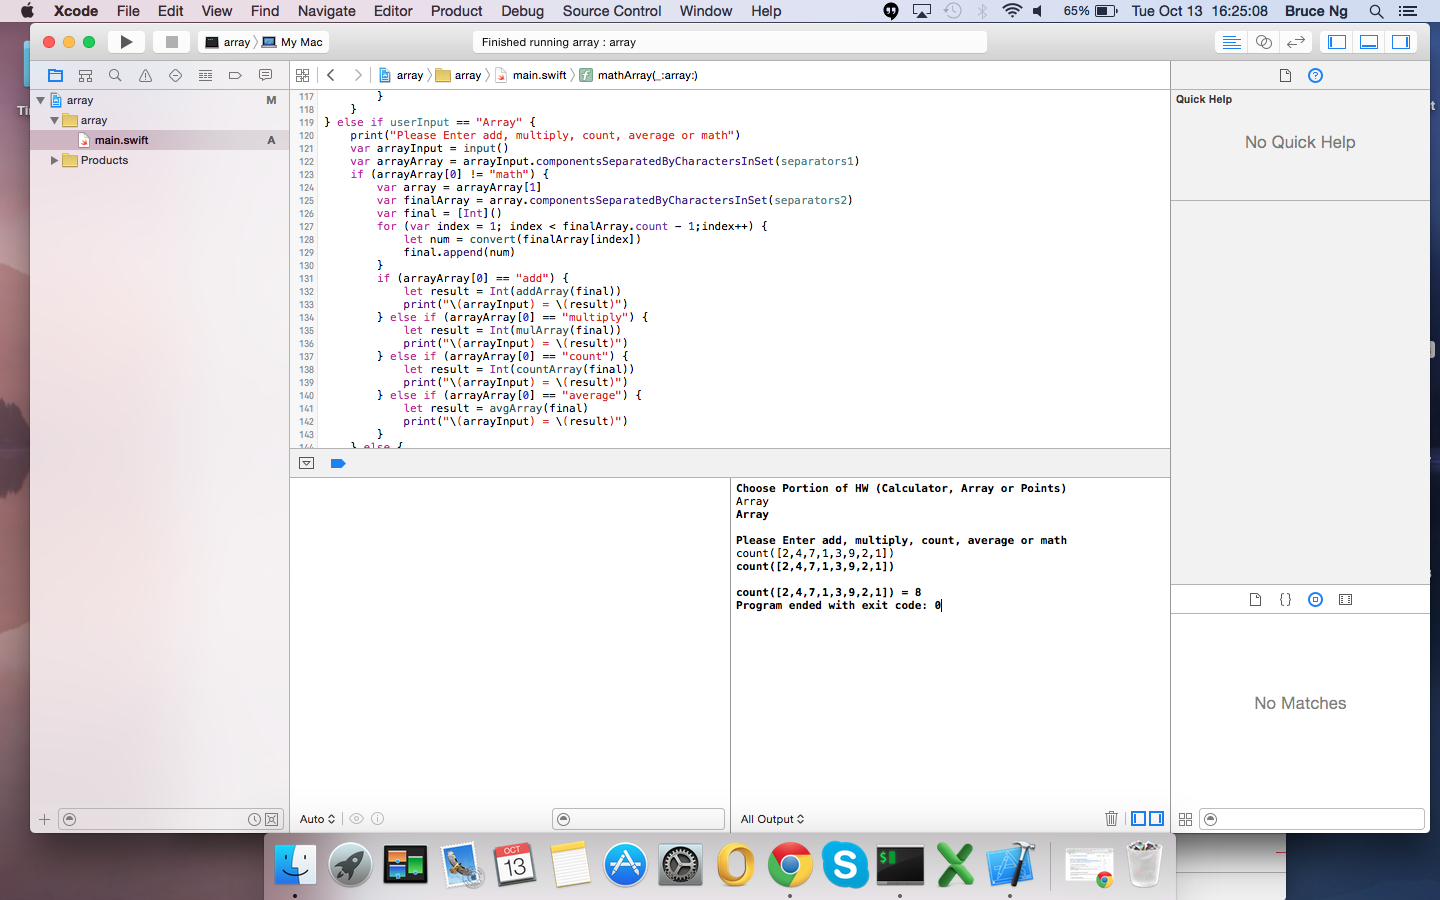 Xcode File Edit View Find Navigate Editor Product Debug Source Control Window Help 65% Tue Oct 13 16:25:08 Bruce Ng
array My Mac
Finished running array : array
array array main.swift f mathArray(_:array:)
array M
array
main.swift A
Products
117 }
118 }
119 } else if userInput == "Array" {
120 print("Please Enter add, multiply, count, average or math")
121 var arrayInput = input()
122 var arrayArray = arrayInput.componentsSeparatedByCharactersInSet(separators1)
123 if (arrayArray[0] != "math") {
124 var array = arrayArray[1]
125 var finalArray = array.componentsSeparatedByCharactersInSet(separators2)
126 var final = [Int]()
127 for (var index = 1; index < finalArray.count - 1;index++) {
128 let num = convert(finalArray[index])
129 final.append(num)
130 }
131 if (arrayArray[0] == "add") {
132 let result = Int(addArray(final))
133 print("\(arrayInput) = \(result)")
134 } else if (arrayArray[0] == "multiply") {
135 let result = Int(mulArray(final))
136 print("\(arrayInput) = \(result)")
137 } else if (arrayArray[0] == "count") {
138 let result = Int(countArray(final))
139 print("\(arrayInput) = \(result)")
140 } else if (arrayArray[0] == "average") {
141 let result = avgArray(final)
142 print("\(arrayInput) = \(result)")
143 }
144 } else {
Choose Portion of HW (Calculator, Array or Points)
Array
Array
Please Enter add, multiply, count, average or math
count([2,4,7,1,3,9,2,1])
count([2,4,7,1,3,9,2,1])
count([2,4,7,1,3,9,2,1]) = 8
Program ended with exit code: 0
Auto
All Output
Quick Help
No Quick Help
{}
No Matches
OCT
13